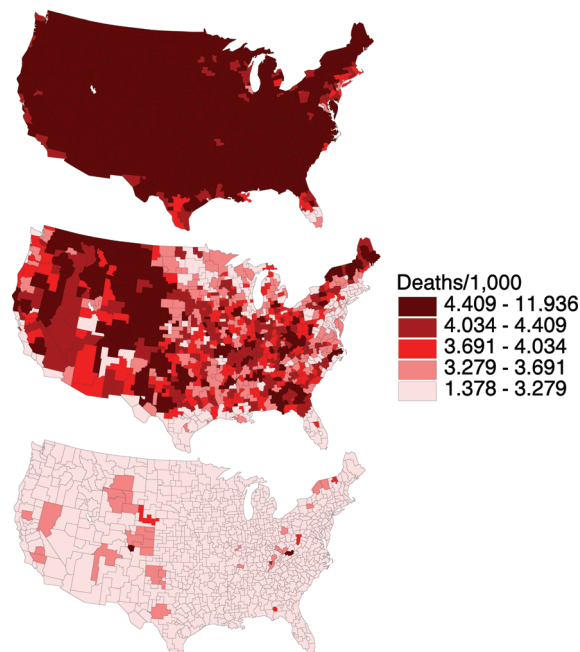 Deaths/1,000
4.409 - 11.936
4.034 - 4.409
3.691 - 4.034
3.279 - 3.691
1.378 - 3.279